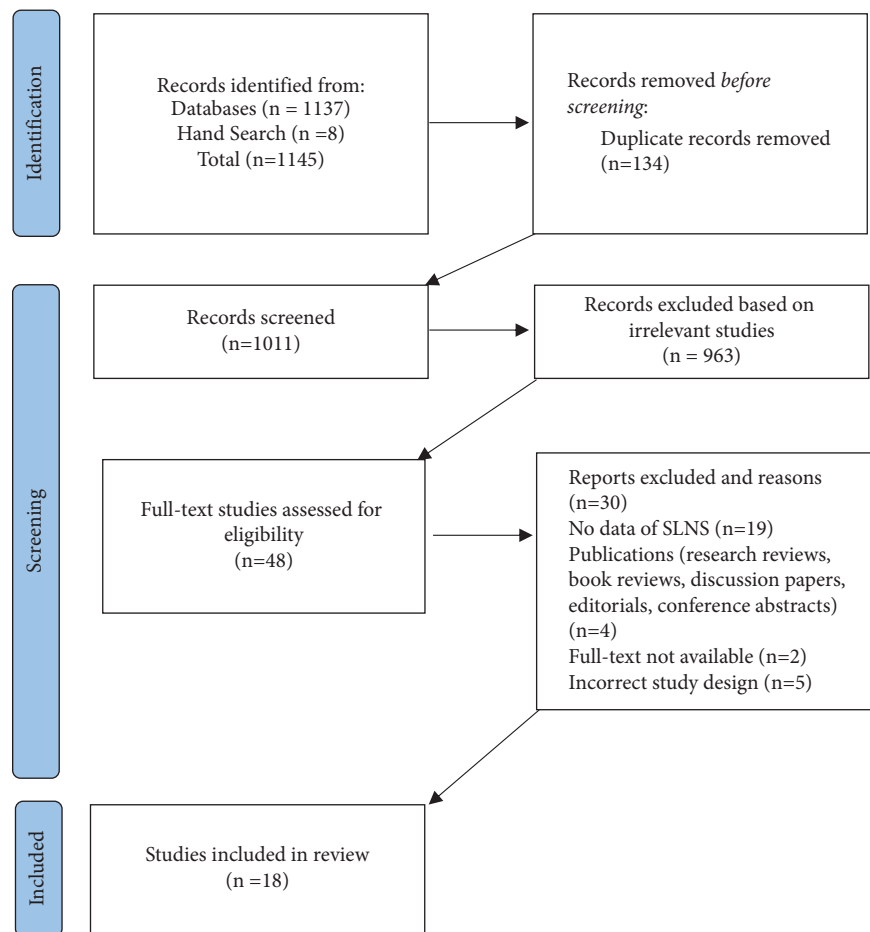 Identification
Records identified from:
Databases (n = 1137)
Hand Search (n =8)
Total (n=1145)
Records removed before
screening:
Duplicate records removed
(n=134)
Screening
Records screened
(n=1011)
Records excluded based on
irrelevant studies
(n = 963)
Full-text studies assessed for
eligibility
(n=48)
Reports excluded and reasons
(n=30)
No data of SLNS (n=19)
Publications (research reviews,
book reviews, discussion papers,
editorials, conference abstracts)
(n=4)
Full-text not available (n=2)
Incorrect study design (n=5)
Included
Studies included in review
(n =18)